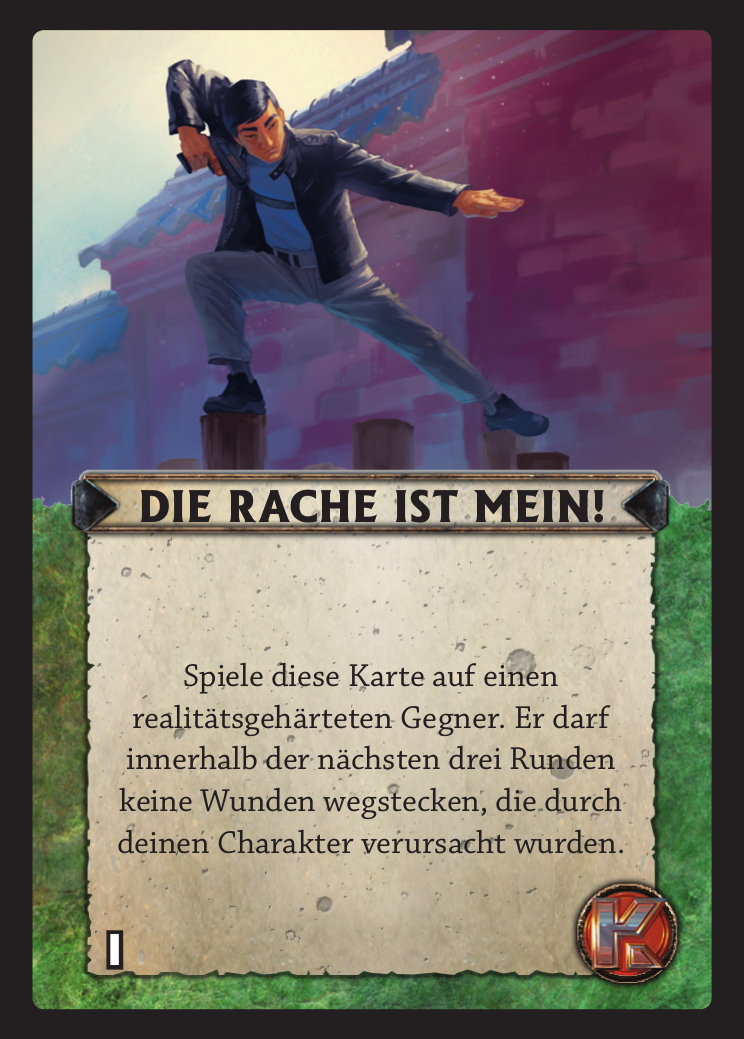 DIE RACHE IST MEIN!
Spiele diese Karte auf einen
realitätsgehärteten Gegner. Er darf
innerhalb der nächsten drei Runden
keine Wunden wegstecken, die durch
deinen Charakter verursacht wurden.
I
K